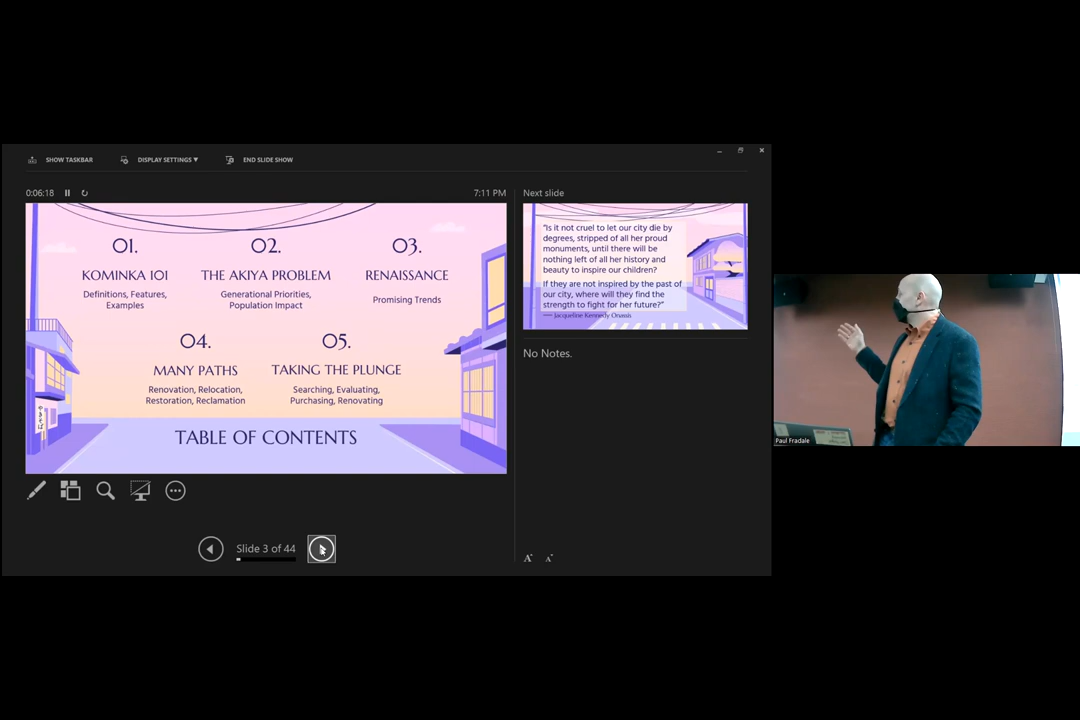 SHOW TASKBAR
DISPLAY SETTINGS ▼
END SLIDE SHOW
0:06:18
7:11 PM
01.
02.
03.
KOMINKA 101
THE AKIYA PROBLEM
RENAISSANCE
Definitions, Features,
Examples
Generational Priorities,
Population Impact
Promising Trends
04.
05.
MANY PATHS
TAKING THE PLUNGE
Renovation, Relocation,
Restoration, Reclamation
Searching, Evaluating,
Purchasing, Renovating
TABLE OF CONTENTS
Slide 3 of 44
Next slide
“Is it not cruel to let our city die by
degrees, stripped of all her proud
monuments, until there will be
nothing left of all her history and
beauty to inspire our children?
If they are not inspired by the past of
our city, where will they find the
strength to fight for her future?”
— Jacqueline Kennedy Onassis
No Notes.
A
A
Paul Fradale